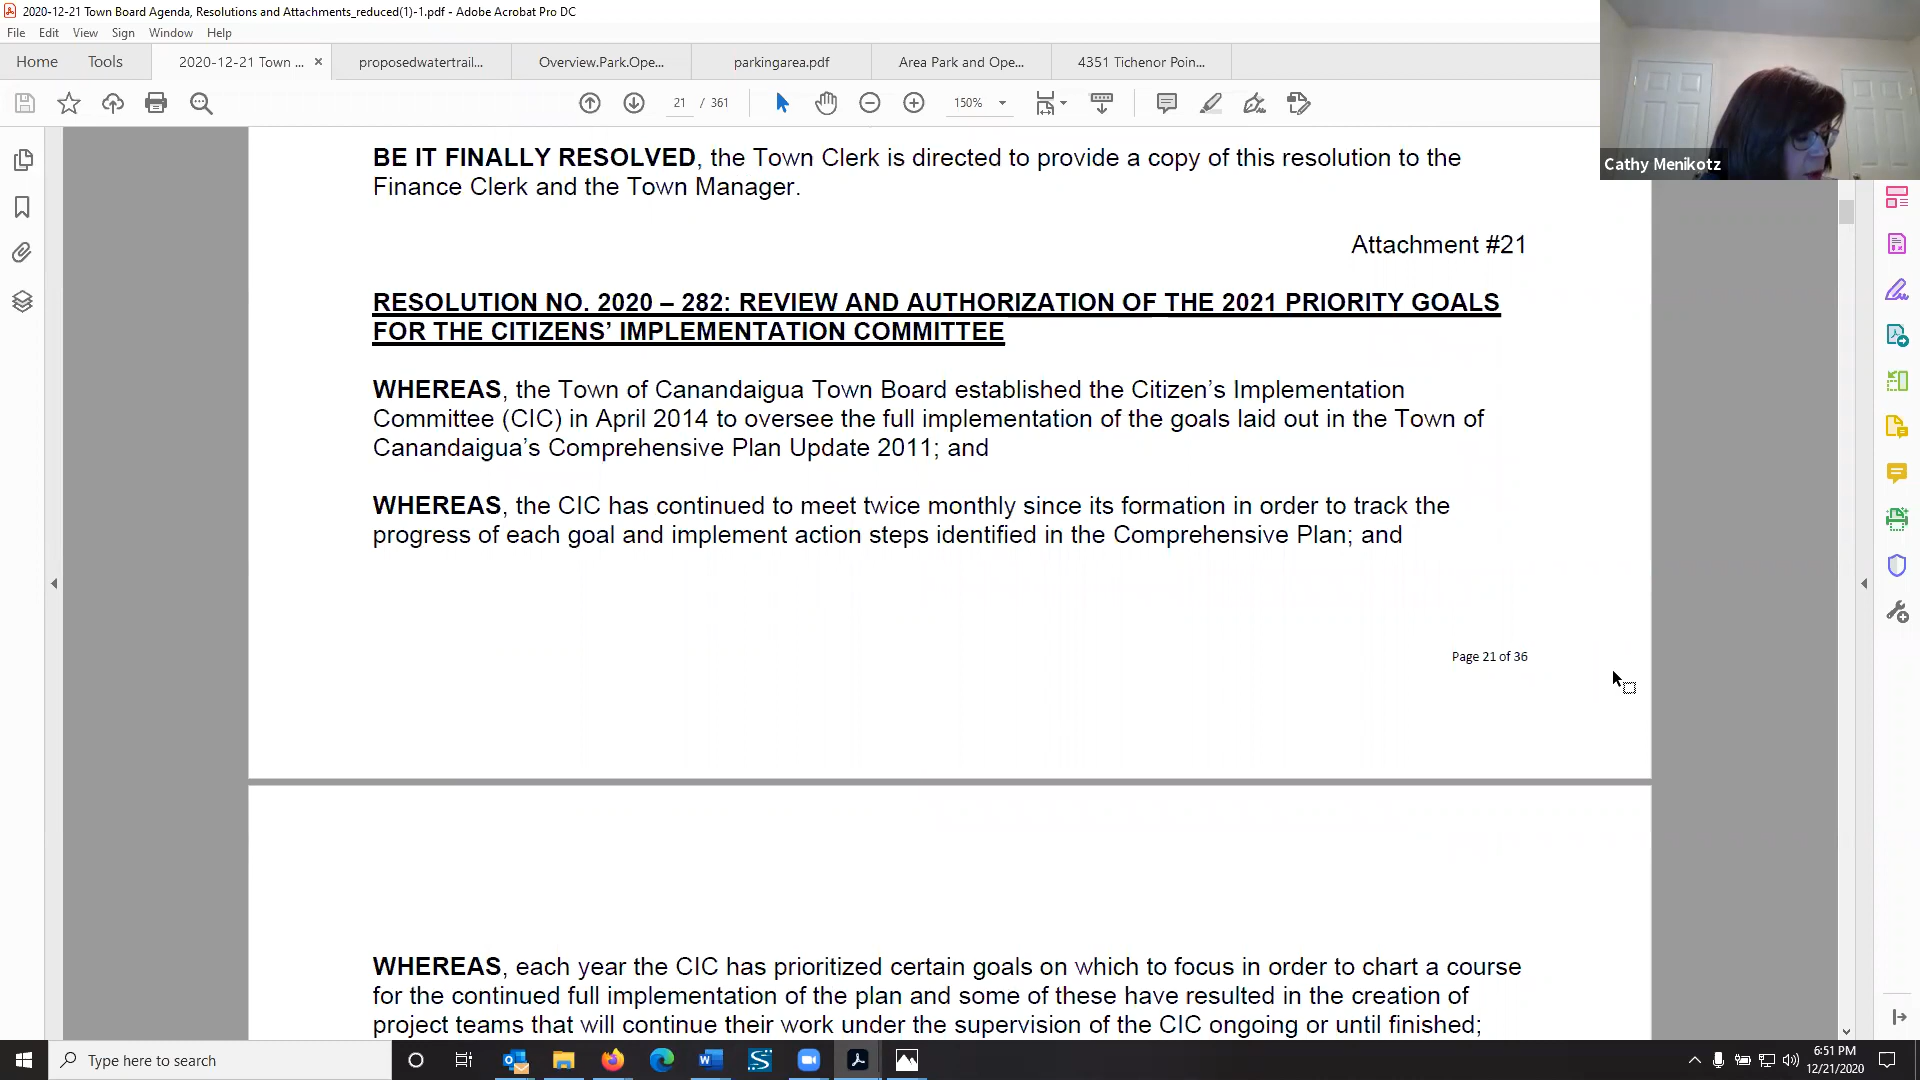 2020-12-21 Town Board Agenda, Resolutions and Attachments_reduced(1)-1.pdf - Adobe Acrobat Pro DC
File Edit View Sign Window Help
Home Tools 2020-12-21 Town ... × proposedwatertrail... Overview.Park.Ope... parkingarea.pdf Area Park and Ope... 4351 Tichenor Poin...
21 / 361 150%
Cathy Menikotz
BE IT FINALLY RESOLVED, the Town Clerk is directed to provide a copy of this resolution to the
Finance Clerk and the Town Manager.
Attachment #21
RESOLUTION NO. 2020 – 282: REVIEW AND AUTHORIZATION OF THE 2021 PRIORITY GOALS
FOR THE CITIZENS’ IMPLEMENTATION COMMITTEE
WHEREAS, the Town of Canandaigua Town Board established the Citizen’s Implementation
Committee (CIC) in April 2014 to oversee the full implementation of the goals laid out in the Town of
Canandaigua’s Comprehensive Plan Update 2011; and
WHEREAS, the CIC has continued to meet twice monthly since its formation in order to track the
progress of each goal and implement action steps identified in the Comprehensive Plan; and
Page 21 of 36
WHEREAS, each year the CIC has prioritized certain goals on which to focus in order to chart a course
for the continued full implementation of the plan and some of these have resulted in the creation of
project teams that will continue their work under the supervision of the CIC ongoing or until finished;
Type here to search
6:51 PM
12/21/2020